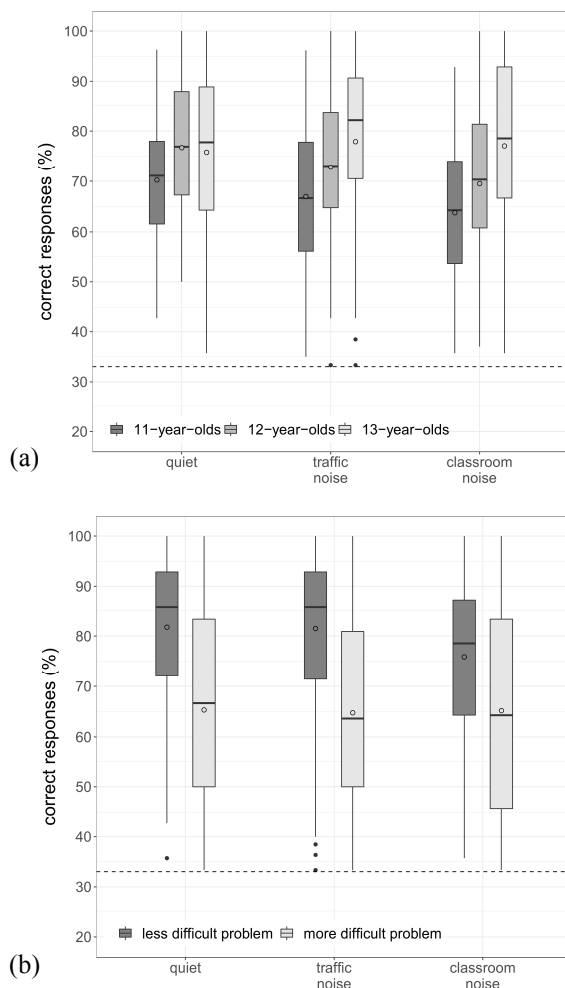 correct responses (%)
100
90
80
70
60
50
40
30
20
11-year-olds 12-year-olds 13-year-olds
(a)
quiet traffic noise classroom noise
correct responses (%)
100
90
80
70
60
50
40
30
20
less difficult problem more difficult problem
(b)
quiet traffic noise classroom noise